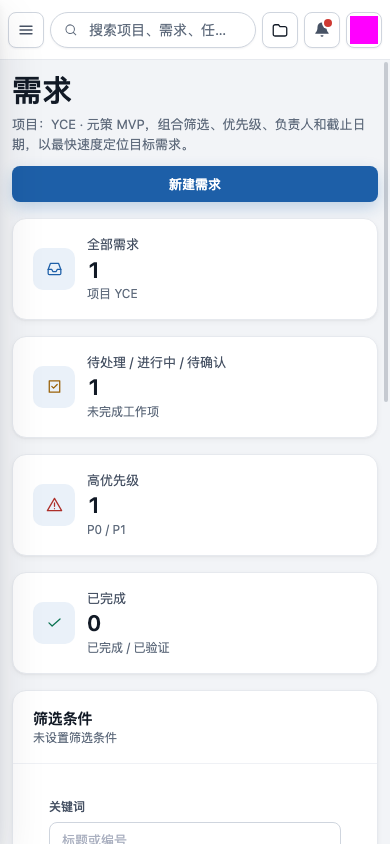 搜索项目、需求、任...
需求
项目：YCE · 元策 MVP，组合筛选、优先级、负责人和截止日
期，以最快速度定位目标需求。
新建需求
全部需求
1
项目 YCE
待处理 / 进行中 / 待确认
1
未完成工作项
高优先级
1
P0 / P1
已完成
0
已完成 / 已验证
筛选条件
未设置筛选条件
关键词
标题或编号